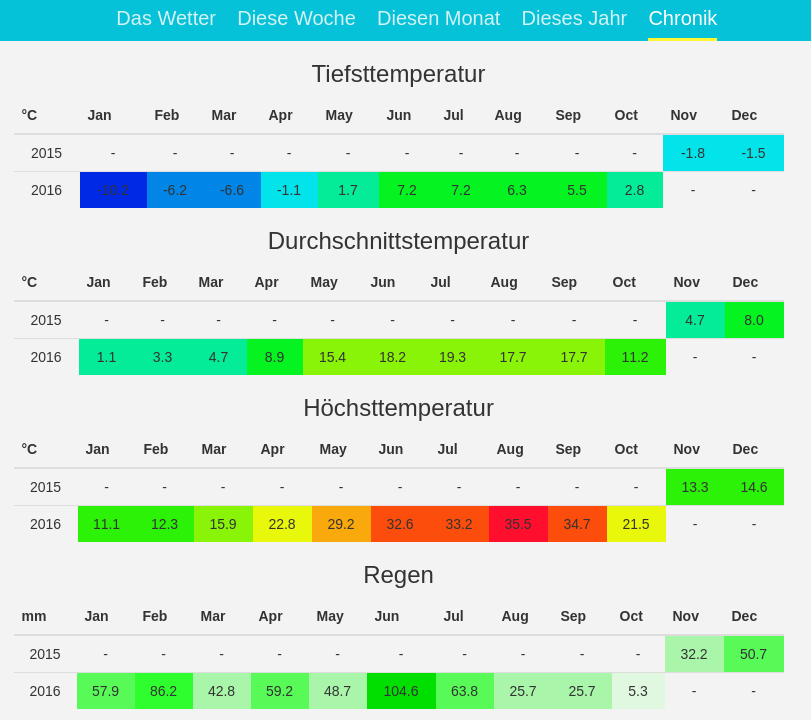 Das Wetter Diese Woche Diesen Monat Dieses Jahr Chronik
Tiefsttemperatur
°C Jan Feb Mar Apr May Jun Jul Aug Sep Oct Nov Dec
2015 - - - - - - - - - - -1.8 -1.5
2016 -6.2 -6.6 -1.1 1.7 7.2 7.2 6.3 5.5 2.8 - -
Durchschnittstemperatur
°C Jan Feb Mar Apr May Jun Jul Aug Sep Oct Nov Dec
2015 - - - - - - - - - - 4.7 8.0
2016 1.1 3.3 4.7 8.9 15.4 18.2 19.3 17.7 17.7 11.2 - -
Höchsttemperatur
°C Jan Feb Mar Apr May Jun Jul Aug Sep Oct Nov Dec
2015 - - - - - - - - - - 13.3 14.6
2016 11.1 12.3 15.9 22.8 29.2 32.6 33.2 35.5 34.7 21.5 - -
Regen
mm Jan Feb Mar Apr May Jun Jul Aug Sep Oct Nov Dec
2015 - - - - - - - - - - 32.2 50.7
2016 57.9 86.2 42.8 59.2 48.7 104.6 63.8 25.7 25.7 5.3 - -